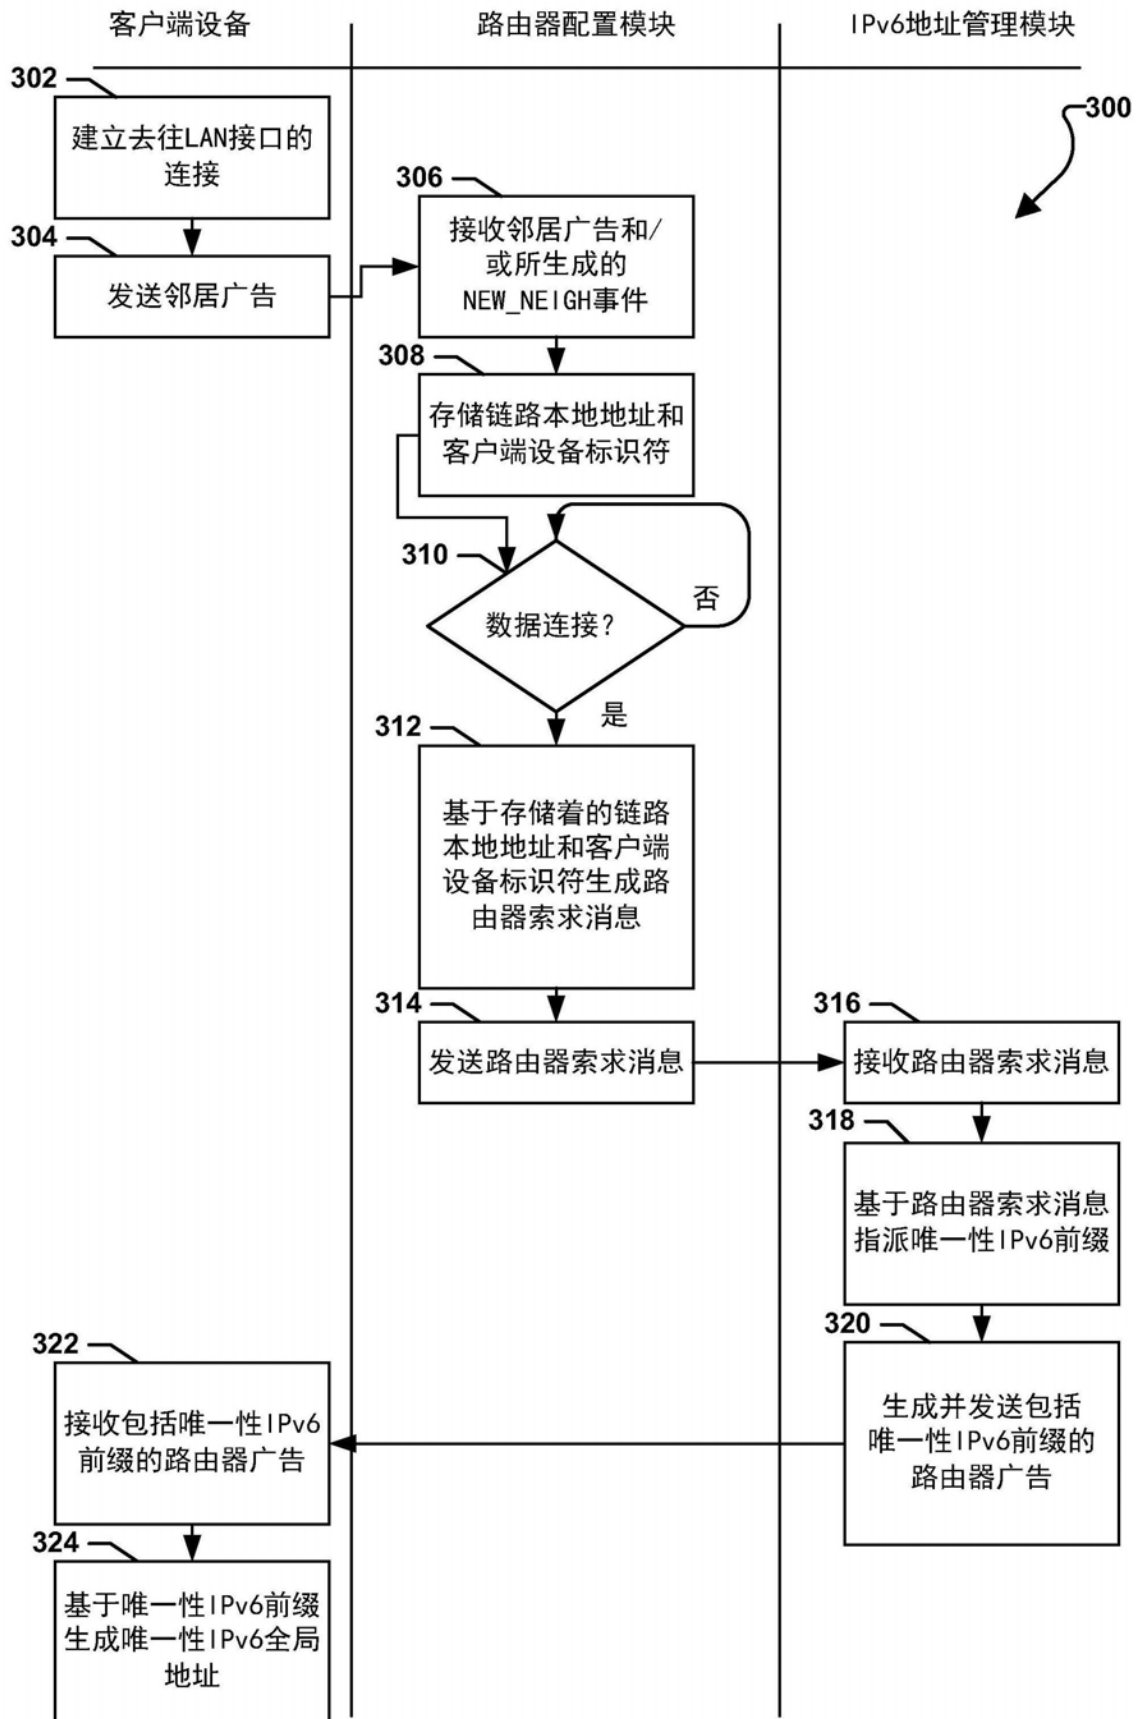 客户端设备
路由器配置模块
IPv6地址管理模块
300
302
建立去往LAN接口的
连接
304
发送邻居广告
306
接收邻居广告和/
或所生成的
NEW_NEIGH事件
308
存储链路本地地址和
客户端设备标识符
310
数据连接?
否
是
312
基于存储着的链路
本地地址和客户端
设备标识符生成路
由器索求消息
314
发送路由器索求消息
316
接收路由器索求消息
318
基于路由器索求消息
指派唯一性IPv6前缀
320
生成并发送包括
唯一性IPv6前缀的
路由器广告
322
接收包括唯一性IPv6
前缀的路由器广告
324
基于唯一性IPv6前缀
生成唯一性IPv6全局
地址